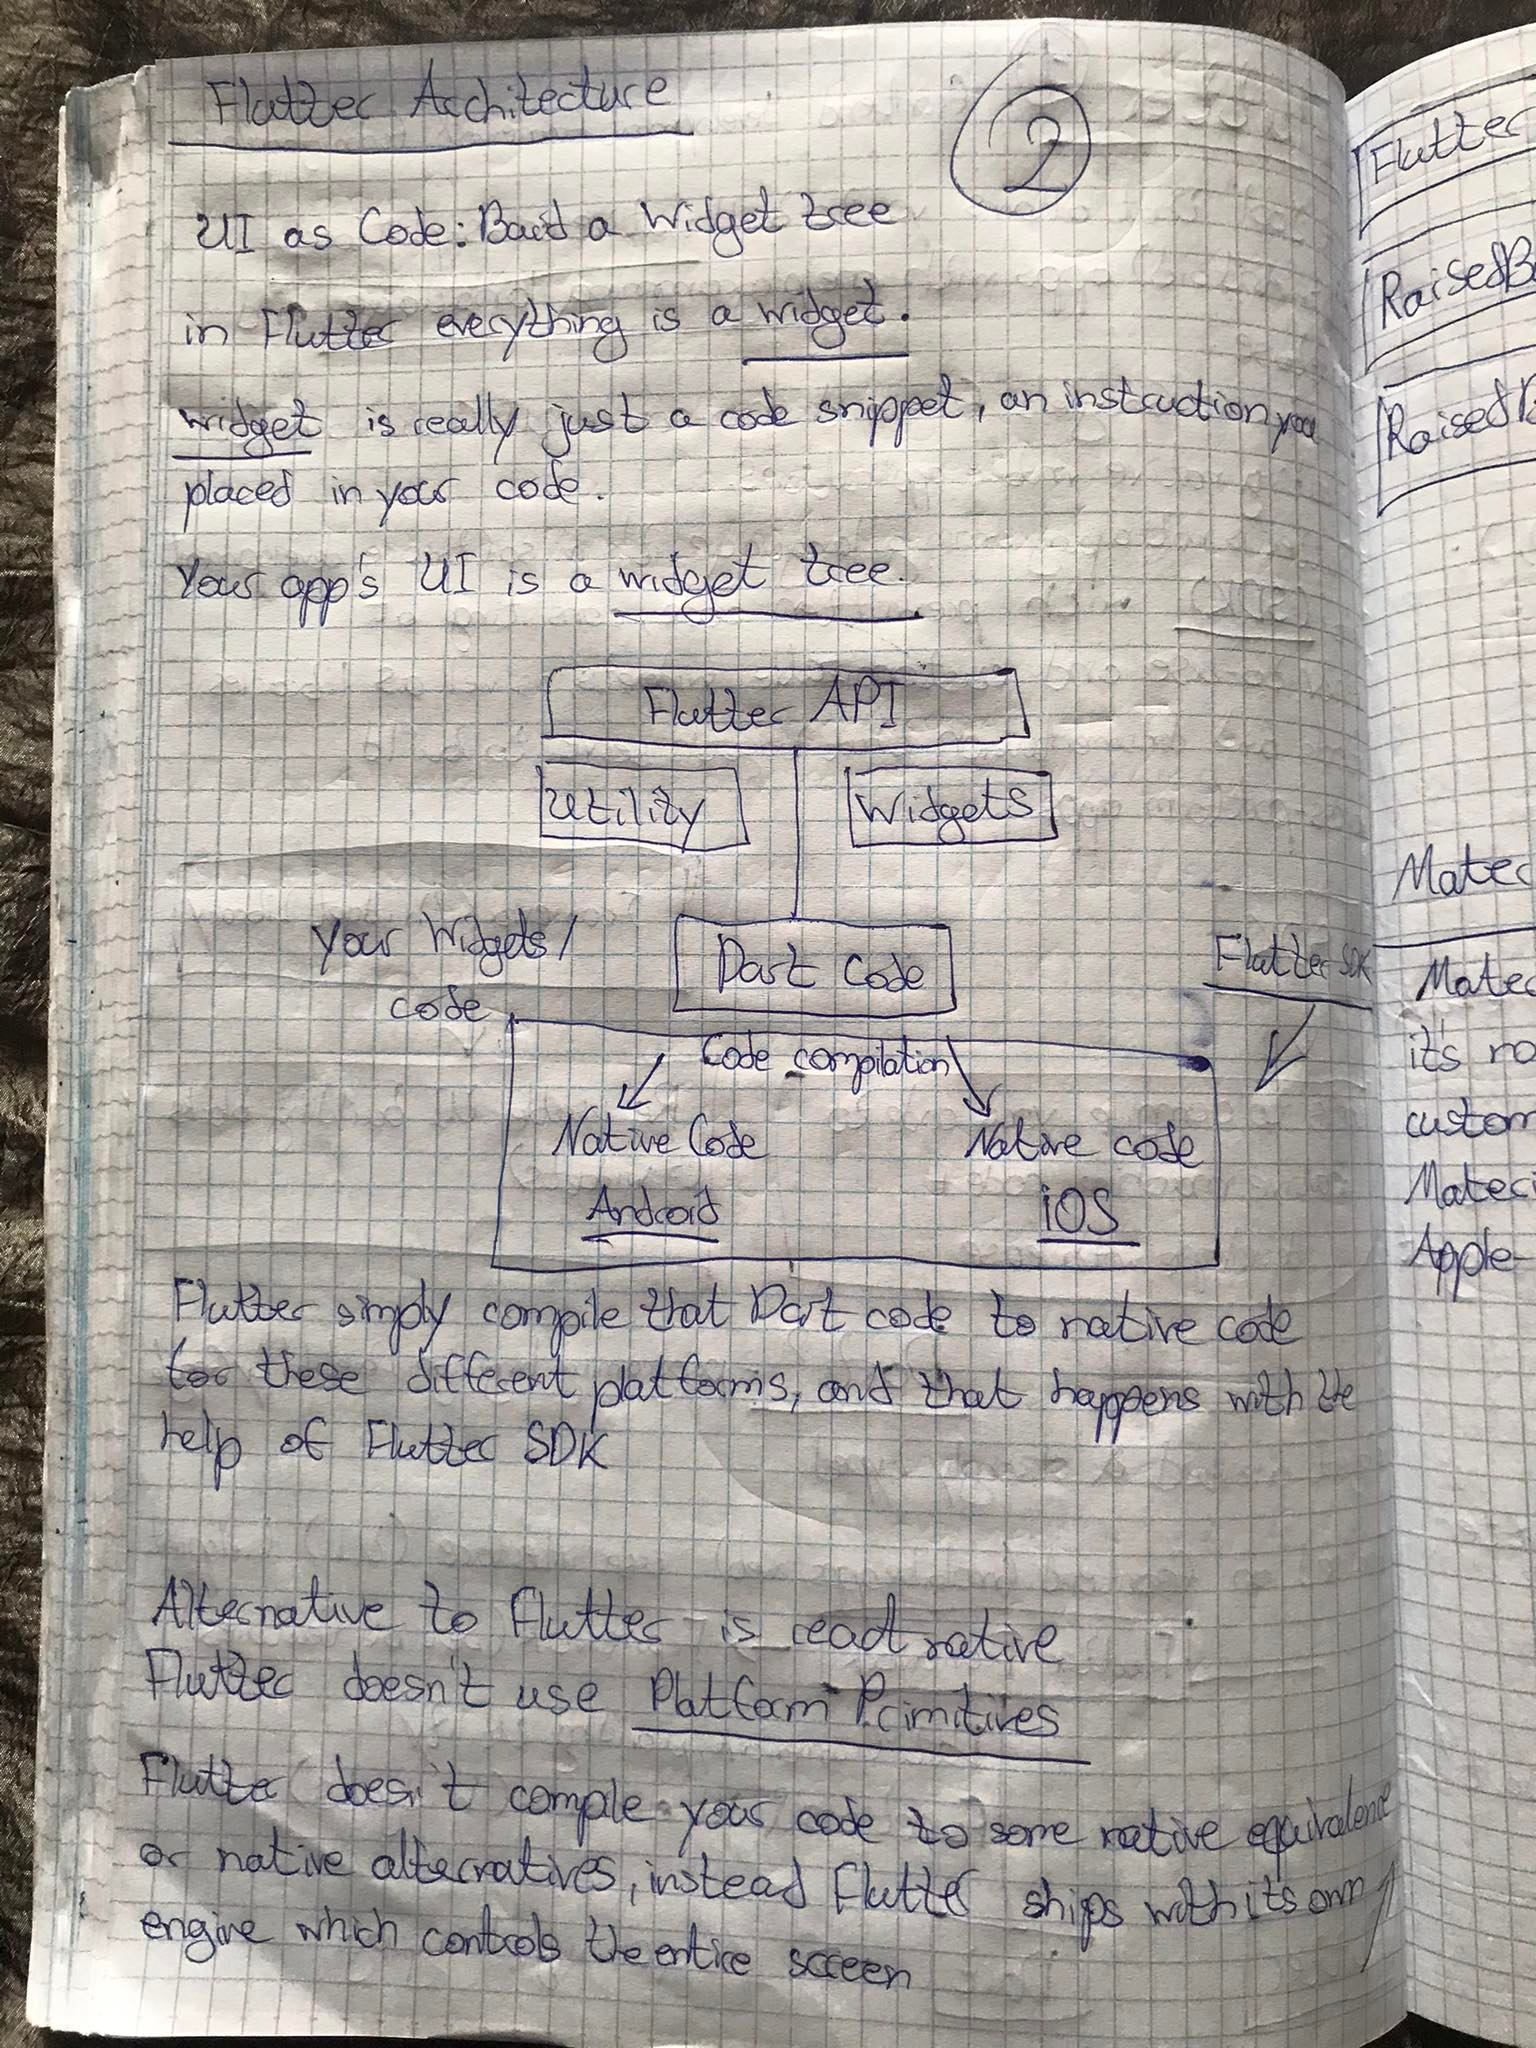 Flutter Architecture
2
UI as Code: Build a Widget tree
in Flutter everything is a widget.
widget is really just a code snippet, an instruction you
placed in your code.
Your app's UI is a widget tree.
Flutter API
Utility
Widgets
Your Widgets/
code
Dart Code
Flutter SDK
Code compilation
Native Code
Native code
Android
iOS
Flutter simply compile that Dart code to native code
for these different platforms, and that happens with the
help of Flutter SDK
Alternative to Flutter is react native
Flutter doesn't use Platform Primitives
Flutter doesn't compile your code to some native equivalence
or native alternatives, instead Flutter ships with its own
engine which controls the entire screen
Flutter
RaisedB
Raised
Mater
Mater
it's no
custom
Materi
Apple-